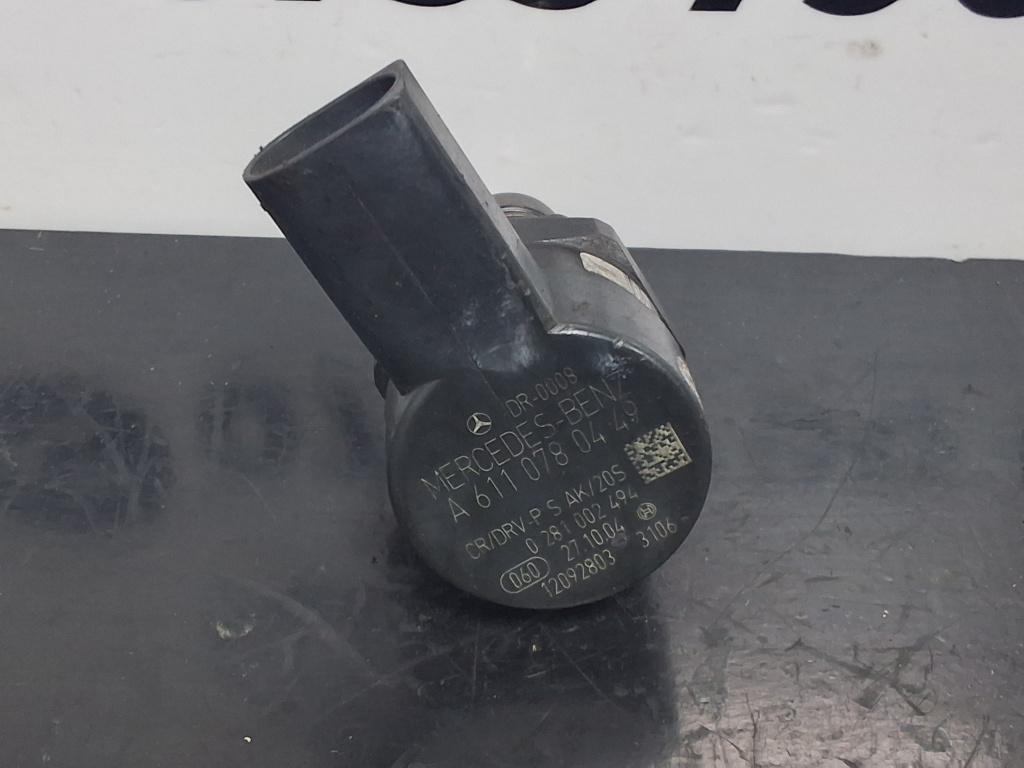 DR-0008
MERCEDES-BENZ
A 611 078 04 49
CR/DRV-P S AK/20S
0 281 002 494
060 27.10.04
12092803 3106